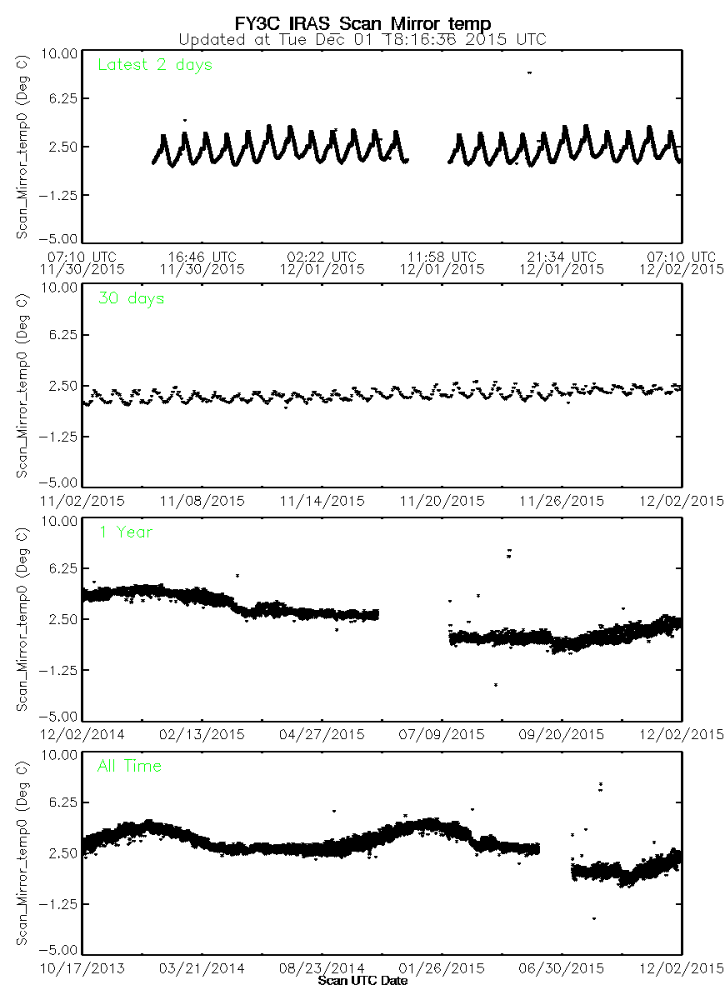 FY3C IRAS_Scan_Mirror_temp
Updated at Tue Dec 01 18:16:36 2015 UTC
Scan_Mirror_temp0 (Deg C)
10.00
6.25
2.50
-1.25
-5.00
Latest 2 days
07:10 UTC 16:46 UTC 02:22 UTC 11:58 UTC 21:34 UTC 07:10 UTC
11/30/2015 11/30/2015 12/01/2015 12/01/2015 12/01/2015 12/02/2015
Scan_Mirror_temp0 (Deg C)
10.00
6.25
2.50
-1.25
-5.00
30 days
11/02/2015 11/08/2015 11/14/2015 11/20/2015 11/26/2015 12/02/2015
Scan_Mirror_temp0 (Deg C)
10.00
6.25
2.50
-1.25
-5.00
1 Year
12/02/2014 02/13/2015 04/27/2015 07/09/2015 09/20/2015 12/02/2015
Scan_Mirror_temp0 (Deg C)
10.00
6.25
2.50
-1.25
-5.00
All Time
10/17/2013 03/21/2014 08/23/2014 01/26/2015 06/30/2015 12/02/2015
Scan UTC Date